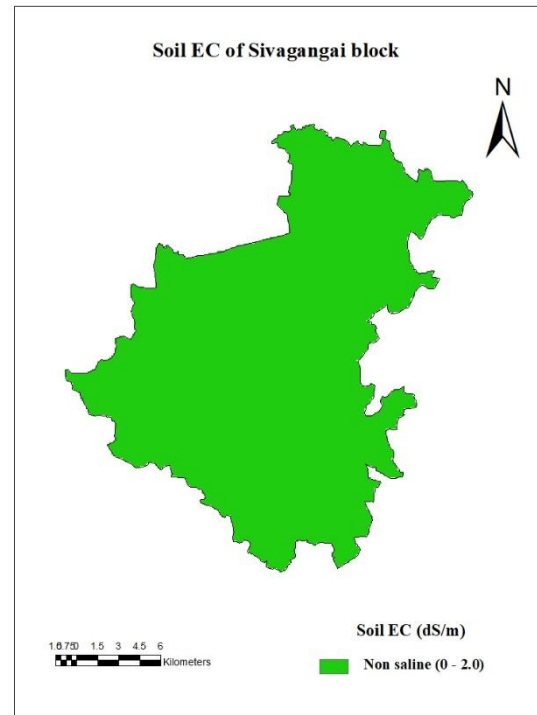 Soil EC of Sivagangai block
N
Soil EC (dS/m)
0 1.5 3 4.5 6
Kilometers
Non saline (0 - 2.0)